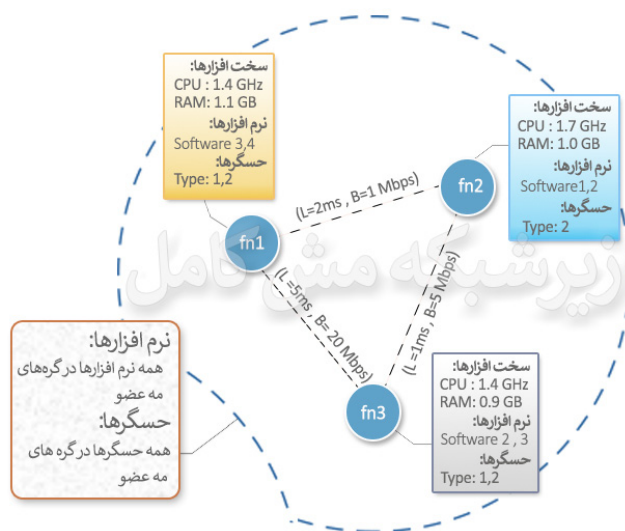 سخت افزارها:
CPU : 1.4 GHz
RAM: 1.1 GB
نرم افزارها:
Software 3,4
حسگرها:
Type: 1,2
سخت افزارها:
CPU : 1.7 GHz
RAM: 1.0 GB
نرم افزارها:
Software1,2
حسگرها:
Type: 2
fn1
fn2
fn3
(L=2ms , B=1 Mbps)
(L=5ms , B= 20 Mbps)
(L=1ms , B=5 Mbps)
زیرشبکه مش کامل
نرم افزارها:
همه نرم افزارها در گره‌های
مه عضو
حسگرها:
همه حسگرها در گره های
مه عضو
سخت افزارها:
CPU : 1.4 GHz
RAM: 0.9 GB
نرم افزارها:
Software 2 , 3
حسگرها:
Type: 1,2